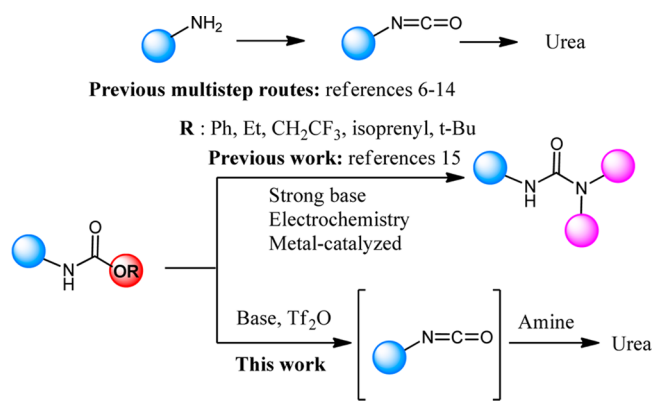 NH₂
N=C=O
Urea
Previous multistep routes: references 6-14
R : Ph, Et, CH₂CF₃, isoprenyl, t-Bu
Previous work: references 15
Strong base
Electrochemistry
Metal-catalyzed
O
N
H
N
O
N
H
OR
Base, Tf₂O
This work
N=C=O
Amine
Urea